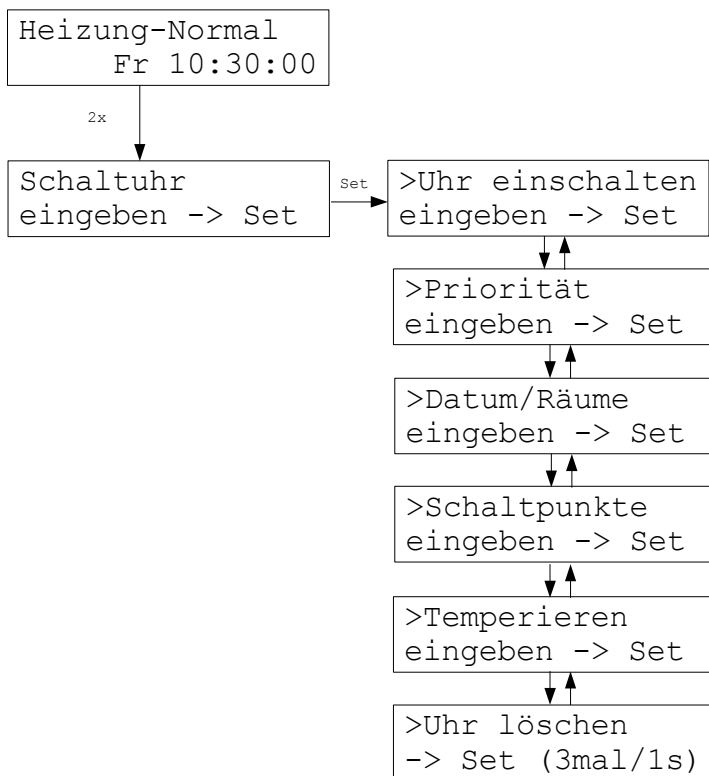 Heizung-Normal
Fr 10:30:00
2x
Schaltuhr
eingeben -> Set
Set
>Uhr einschalten
eingeben -> Set
>Priorität
eingeben -> Set
>Datum/Räume
eingeben -> Set
>Schaltpunkte
eingeben -> Set
>Temperieren
eingeben -> Set
>Uhr löschen
-> Set (3mal/1s)